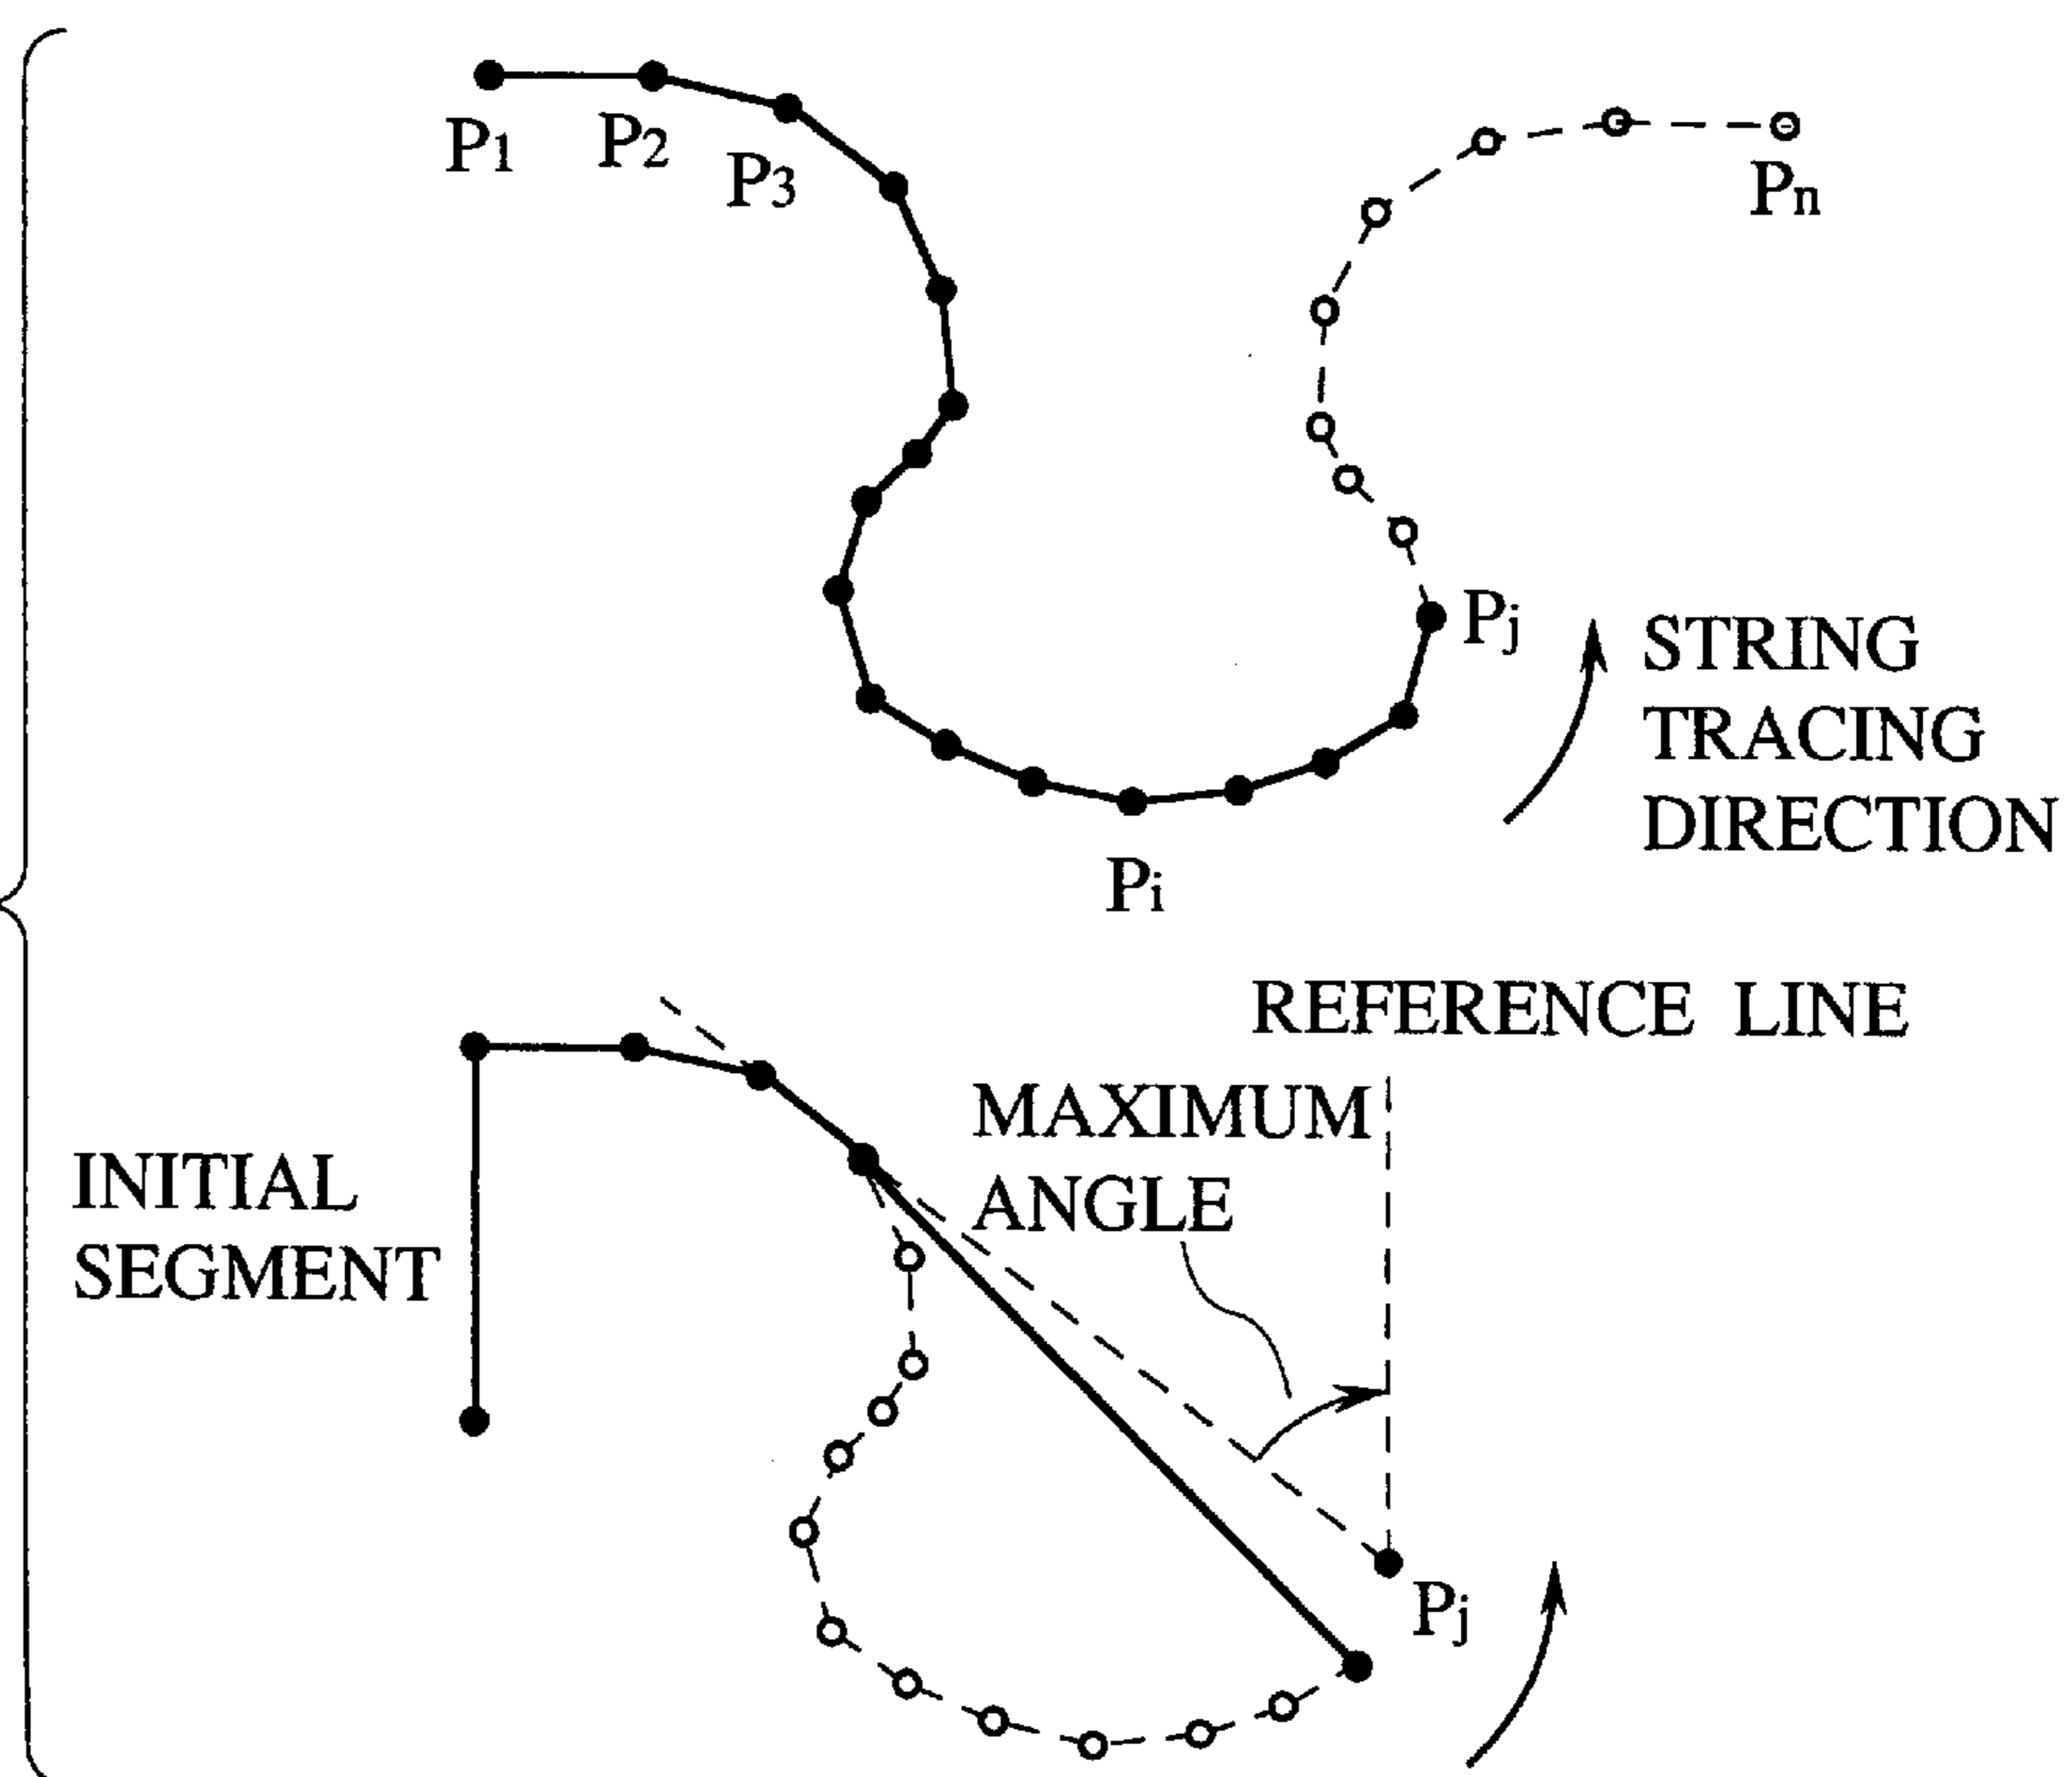 P1
P2
P3
Pn
Pj
STRING
TRACING
DIRECTION
Pi
REFERENCE LINE
MAXIMUM
ANGLE
INITIAL
SEGMENT
Pj